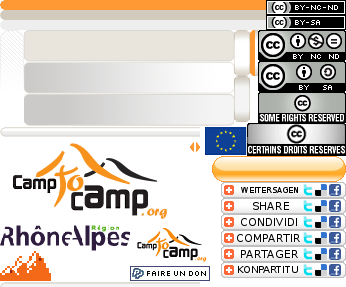 BY-NC-ND
BY-SA
BY NC ND
BY SA
SOME RIGHTS RESERVED
CERTAINS DROITS RESERVES
Camp to camp.org
WEITERSAGEN
SHARE
CONDIVIDI
COMPARTIR
PARTAGER
KONPARTITU
Région
RhôneAlpes
Camp to camp.org
FAIRE UN DON